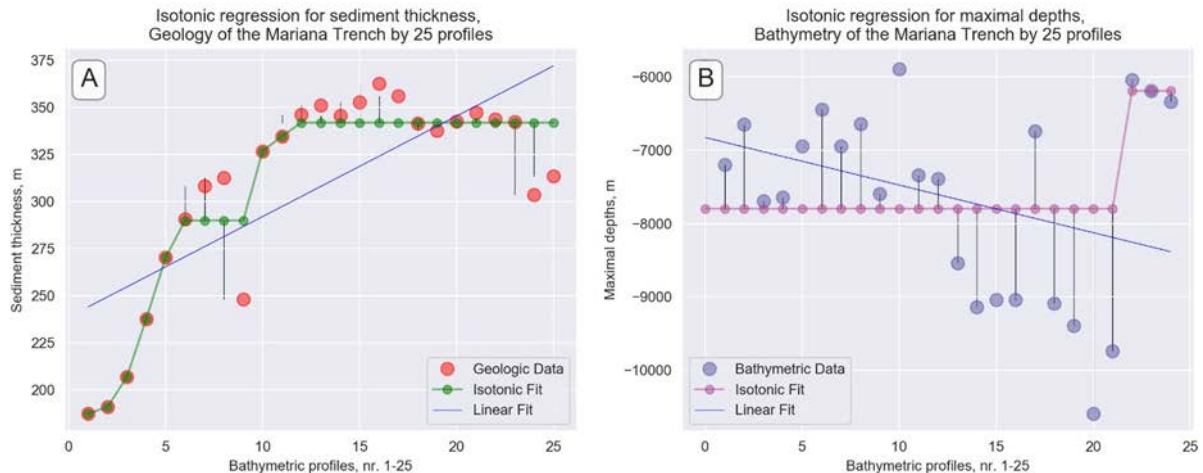 Isotonic regression for sediment thickness,
Geology of the Mariana Trench by 25 profiles
A
375
350
325
300
275
250
225
200
Sediment thickness, m
Geologic Data
Isotonic Fit
Linear Fit
0 5 10 15 20 25
Bathymetric profiles, nr. 1-25
Isotonic regression for maximal depths,
Bathymetry of the Mariana Trench by 25 profiles
B
−6000
−7000
−8000
−9000
−10000
Maximal depths, m
Bathymetric Data
Isotonic Fit
Linear Fit
0 5 10 15 20 25
Bathymetric profiles, nr. 1-25